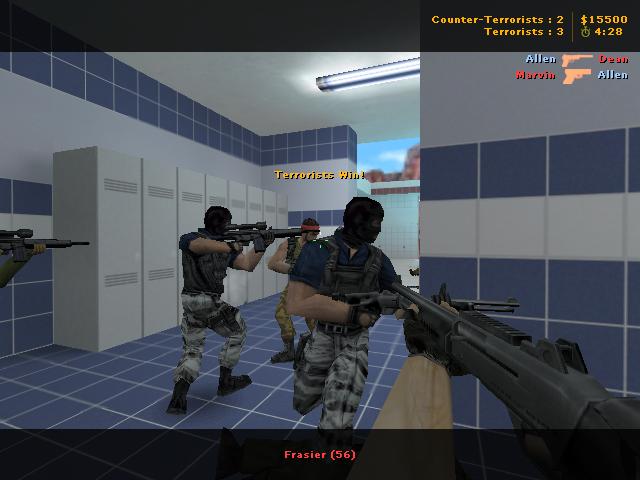 Counter-Terrorists : 2 $15500
Terrorists : 3 4:28
Allen Dean
Marvin Allen
Terrorists Win!
Frasier (56)